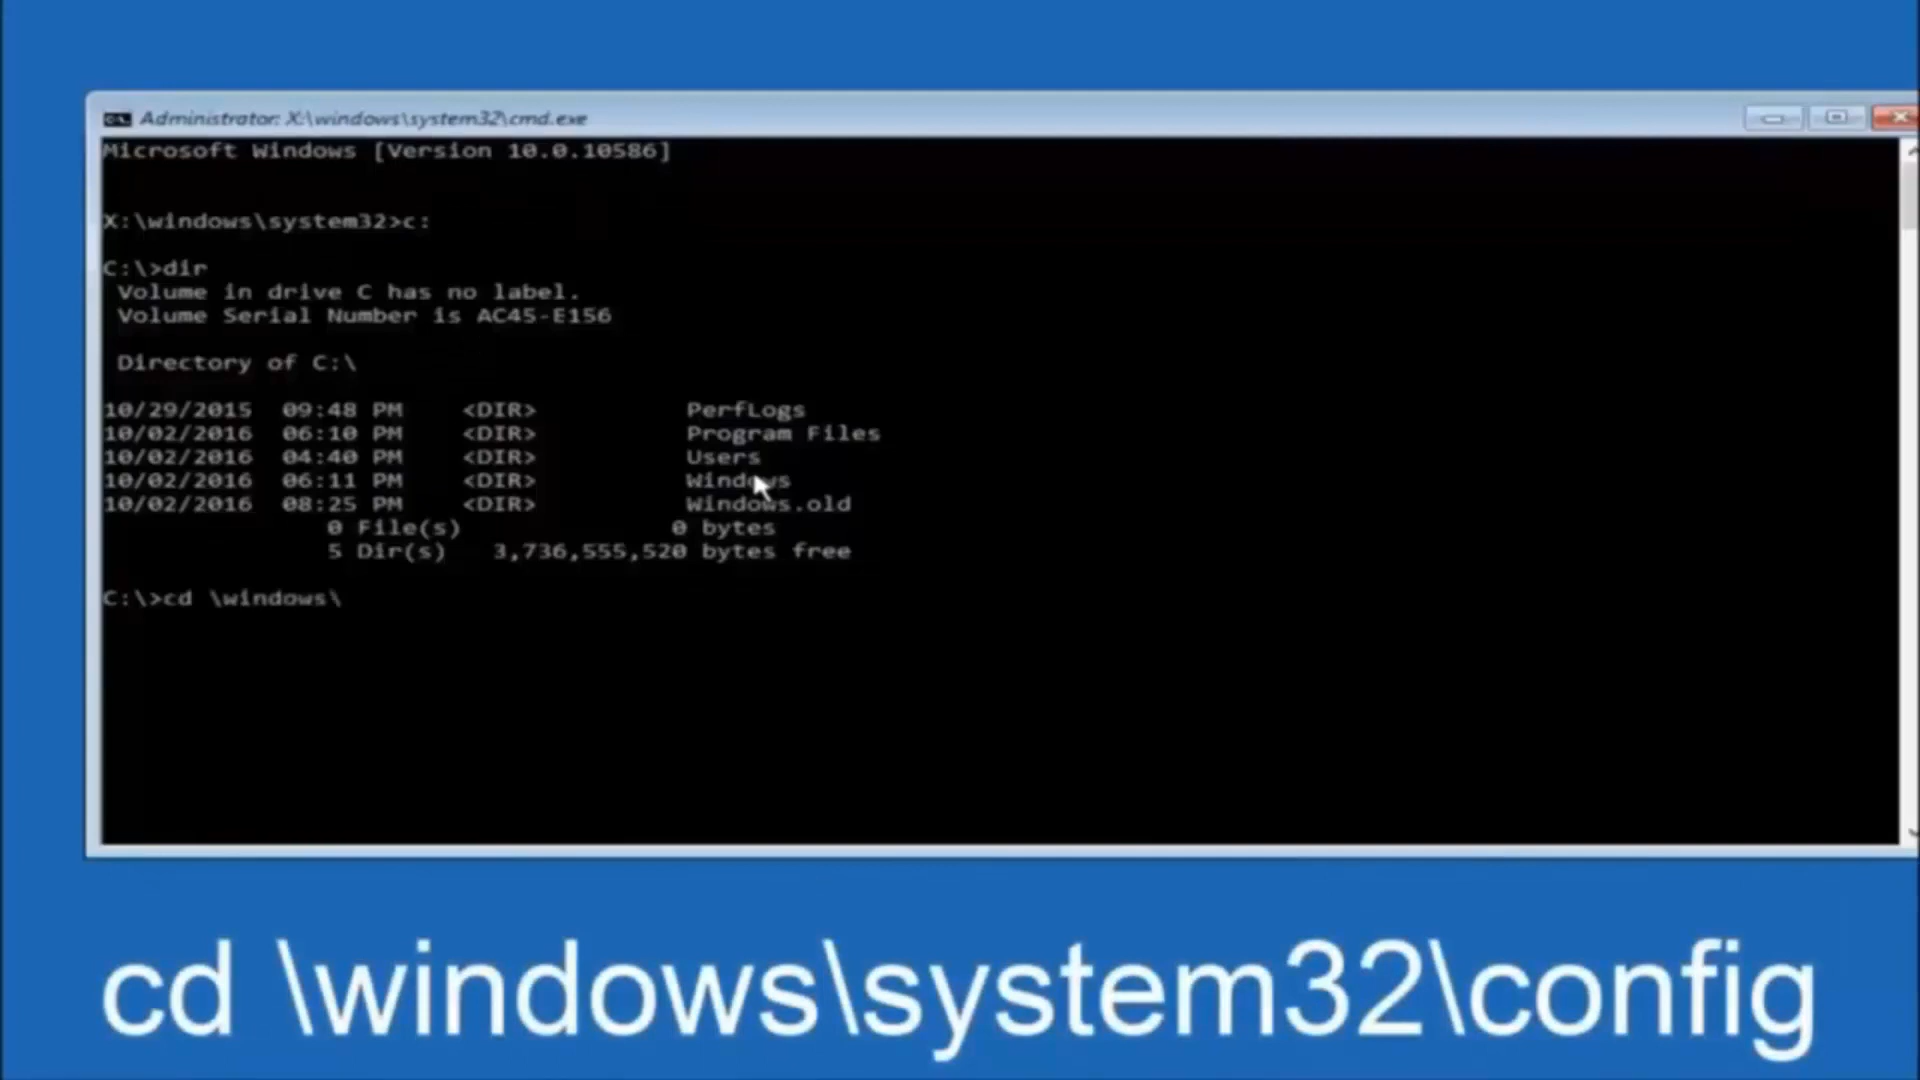 Administrator: X:\windows\system32\cmd.exe
Microsoft Windows [Version 10.0.10586]
X:\windows\system32>c:
C:\>dir
Volume in drive C has no label.
Volume Serial Number is AC45-E156
Directory of C:\
10/29/2015 09:48 PM <DIR> PerfLogs
10/02/2016 06:10 PM <DIR> Program Files
10/02/2016 04:40 PM <DIR> Users
10/02/2016 06:11 PM <DIR> Windows
10/02/2016 08:25 PM <DIR> Windows.old
0 File(s) 0 bytes
5 Dir(s) 3,736,555,520 bytes free
C:\>cd \windows\
cd \windows\system32\config